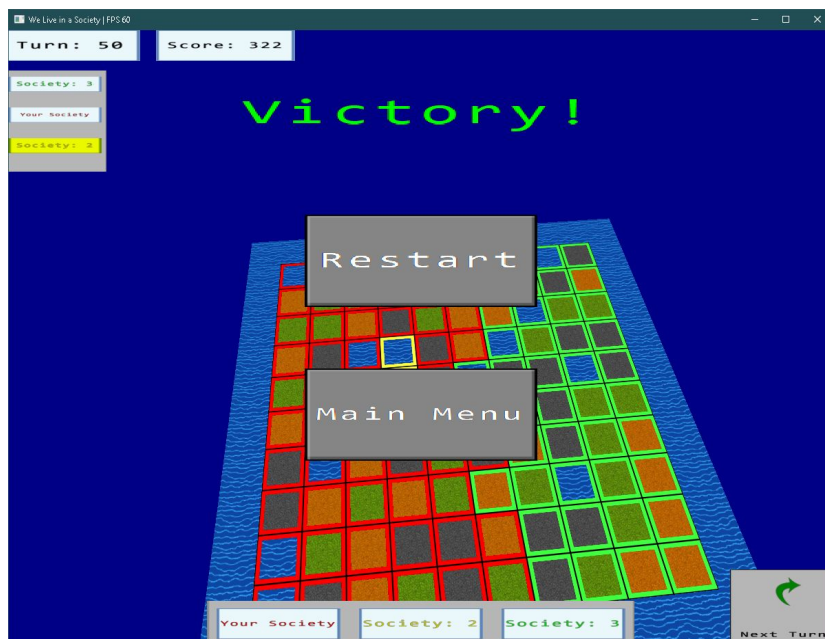 We Live in a Society | FPS 60
Turn: 50
Score: 322
Society: 3
Your Society
Society: 2
Victory!
Restart
Main Menu
Your Society
Society: 2
Society: 3
Next Turn